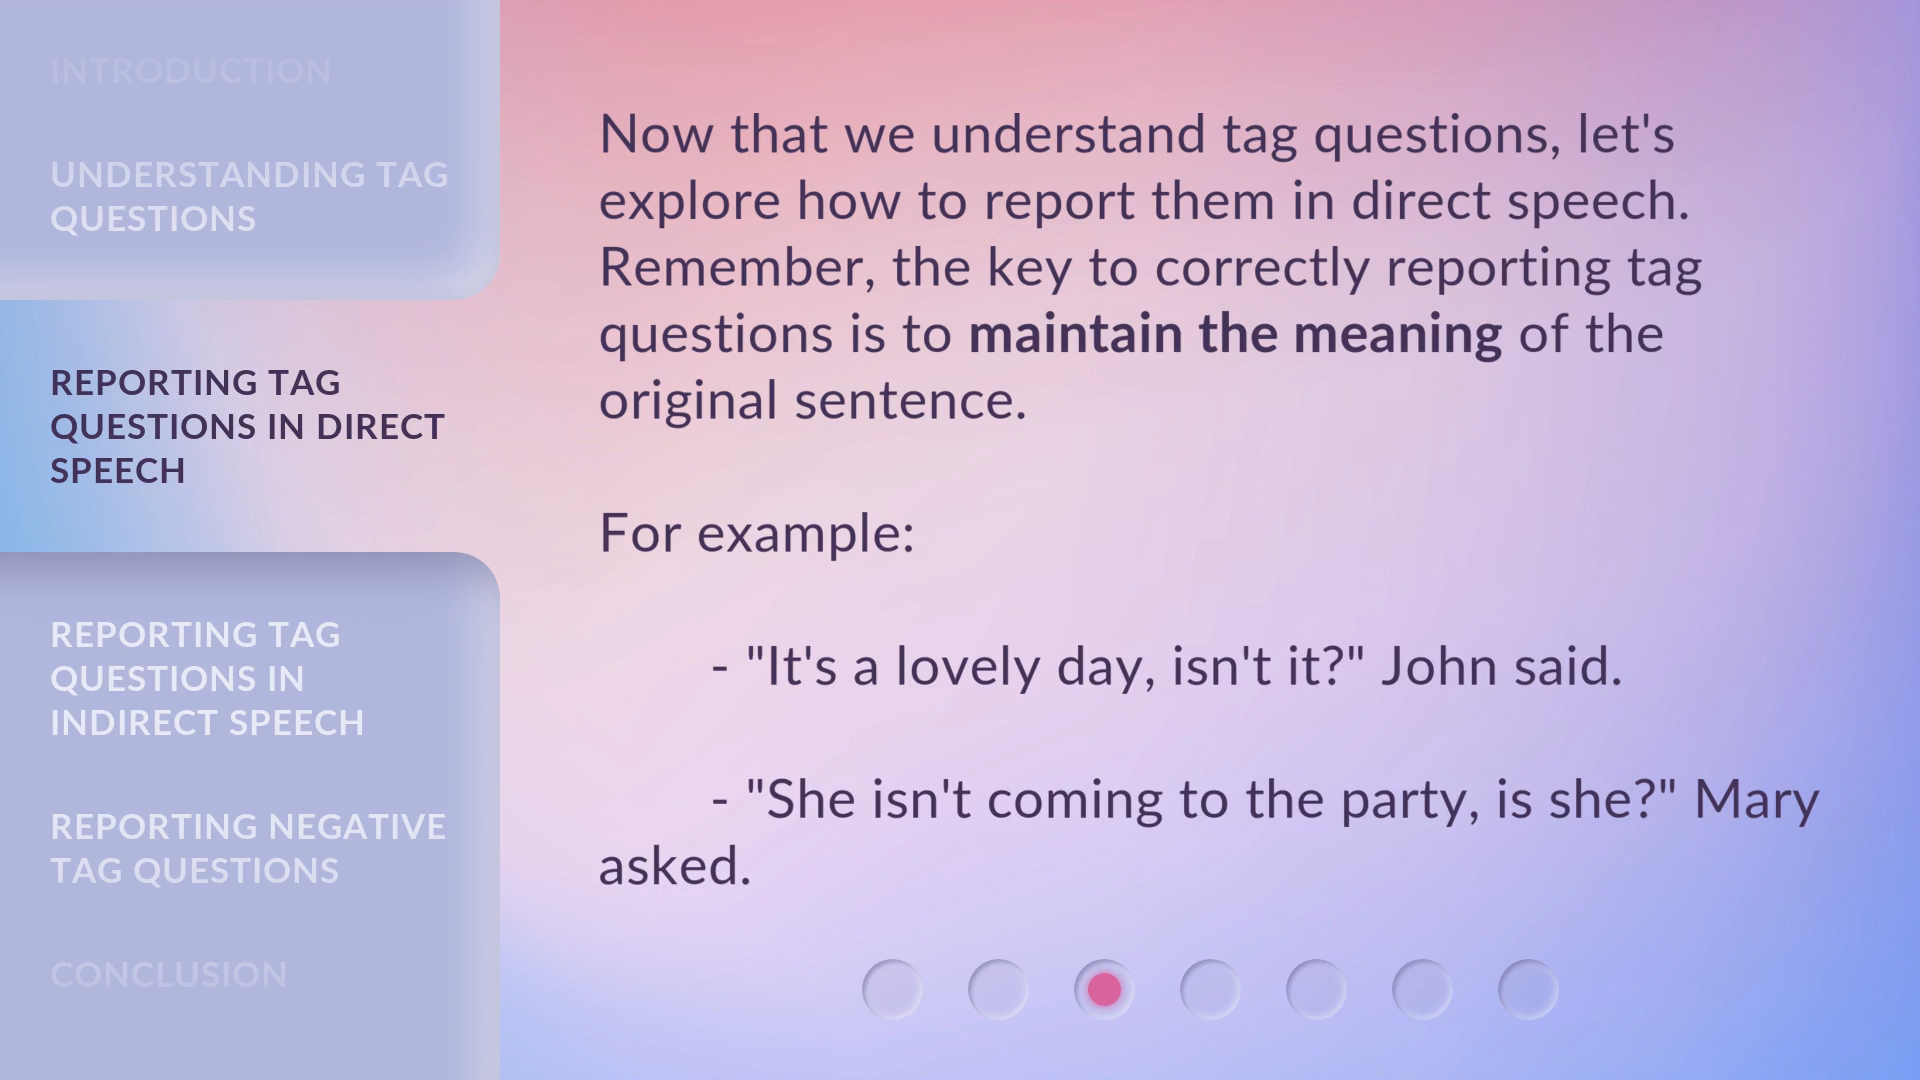 INTRODUCTION
UNDERSTANDING TAG
QUESTIONS
REPORTING TAG
QUESTIONS IN DIRECT
SPEECH
REPORTING TAG
QUESTIONS IN
INDIRECT SPEECH
REPORTING NEGATIVE
TAG QUESTIONS
CONCLUSION
Now that we understand tag questions, let's
explore how to report them in direct speech.
Remember, the key to correctly reporting tag
questions is to maintain the meaning of the
original sentence.
For example:
- "It's a lovely day, isn't it?" John said.
- "She isn't coming to the party, is she?" Mary
asked.